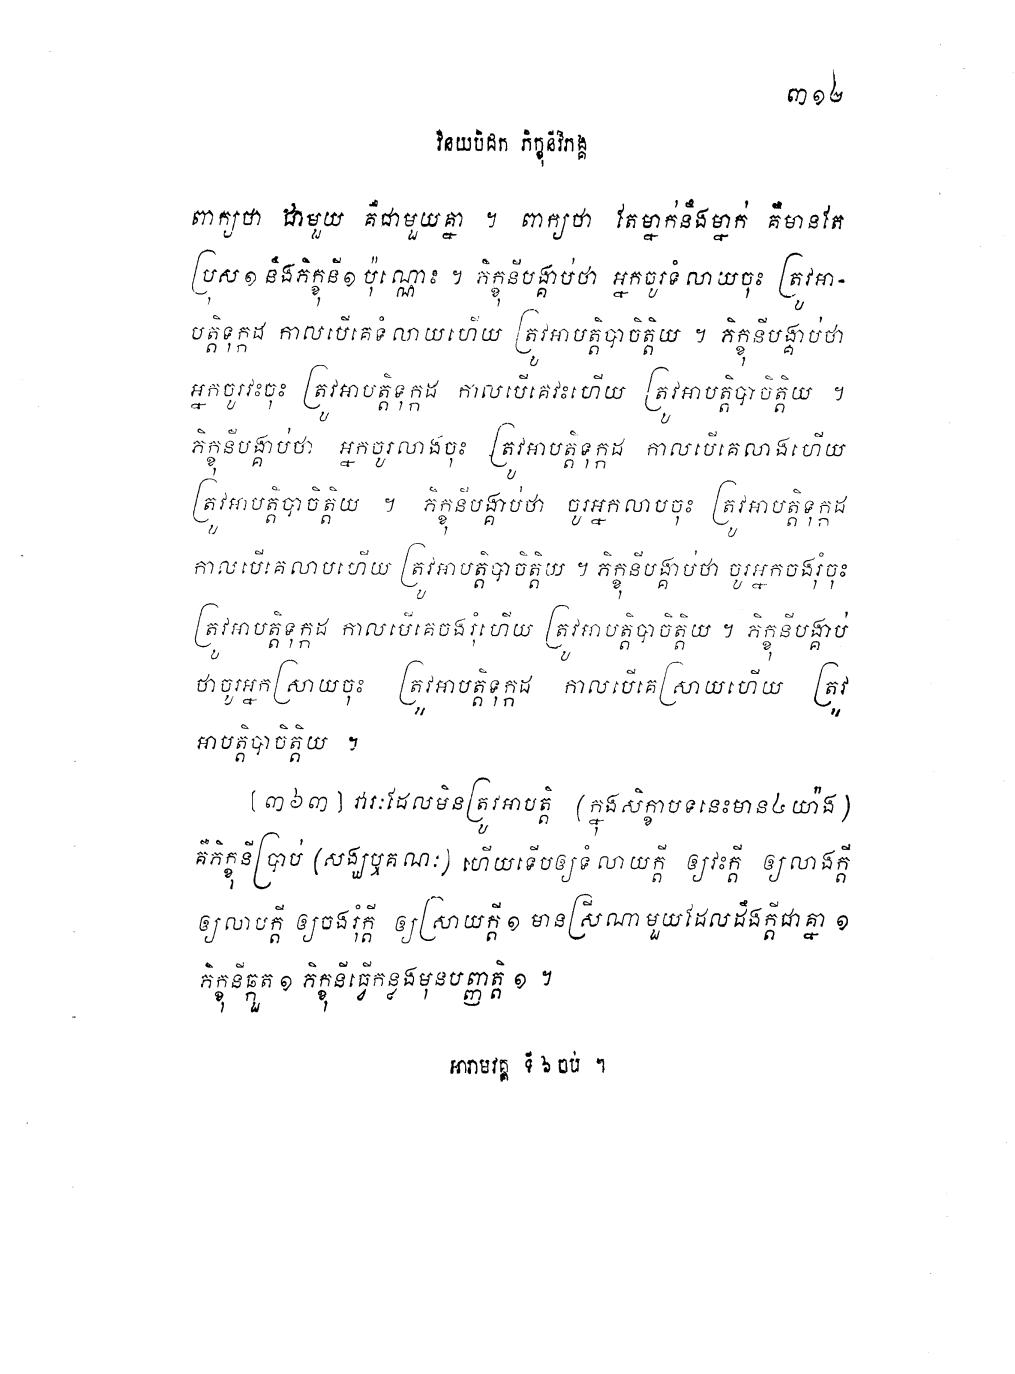 ៣១៤
វិនយបិដក ភិក្ខុនីវិភង្គ
ពាក្យថា ជាមួយ គឺជាមួយគ្នា ។ ពាក្យថា តែម្នាក់នឹងម្នាក់ គឺមានតែ
ប្រុស១ នឹងភិក្ខុនី១ ប៉ុណ្ណោះ ។ ភិក្ខុនីបង្គាប់ថា អ្នកចូរទំលាយចុះ ត្រូវអា-
បត្តិទុក្កដ កាលបើគេទំលាយហើយ ត្រូវអាបត្តិបាចិត្តិយ ។ ភិក្ខុនីបង្គាប់ថា
អ្នកចូរវះចុះ ត្រូវអាបត្តិទុក្កដ កាលបើគេវះហើយ ត្រូវអាបត្តិបាចិត្តិយ ។
ភិក្ខុនីបង្គាប់ថា អ្នកចូរលាងចុះ ត្រូវអាបត្តិទុក្កដ កាលបើគេលាងហើយ
ត្រូវអាបត្តិបាចិត្តិយ ។ ភិក្ខុនីបង្គាប់ថា ចូរអ្នកលាបចុះ ត្រូវអាបត្តិទុក្កដ
កាលបើគេលាបហើយ ត្រូវអាបត្តិបាចិត្តិយ ។ ភិក្ខុនីបង្គាប់ថា ចូរអ្នកចងរុំចុះ
ត្រូវអាបត្តិទុក្កដ កាលបើគេចងរុំហើយ ត្រូវអាបត្តិបាចិត្តិយ ។ ភិក្ខុនីបង្គាប់
ថាចូរអ្នកស្រាយចុះ ត្រូវអាបត្តិទុក្កដ កាលបើគេស្រាយហើយ ត្រូវ
អាបត្តិបាចិត្តិយ ។
[៣៦៣] វារៈដែលមិនត្រូវអាបត្តិ (ក្នុងសិក្ខាបទនេះមាន៤យ៉ាង)
គឺភិក្ខុនីប្រាប់ (សង្ឃឬគណៈ) ហើយទើបឲ្យទំលាយក្តី ឲ្យវះក្តី ឲ្យលាងក្តី
ឲ្យលាបក្តី ឲ្យចងរុំក្តី ឲ្យស្រាយក្តី១ មានស្រីណាមួយដែលដឹងក្តីជាគ្នា ១
ភិក្ខុនីឆ្កួត១ ភិក្ខុនីធ្វើកន្លងមុនបញ្ញត្តិ ១ ។
អារាមវគ្គ ទី៦ចប់ ។